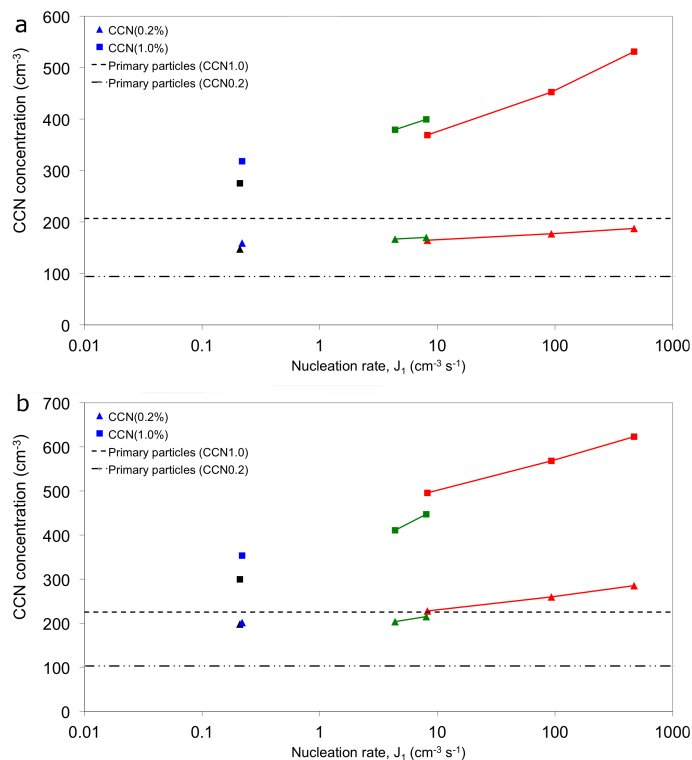 a
600
500
400
300
200
100
0
CCN concentration (cm-3)
CCN(0.2%)
CCN(1.0%)
Primary particles (CCN1.0)
Primary particles (CCN0.2)
0.01 0.1 1 10 100 1000
Nucleation rate, J1 (cm-3 s-1)
b
700
600
500
400
300
200
100
0
CCN concentration (cm-3)
CCN(0.2%)
CCN(1.0%)
Primary particles (CCN1.0)
Primary particles (CCN0.2)
0.01 0.1 1 10 100 1000
Nucleation rate, J1 (cm-3 s-1)